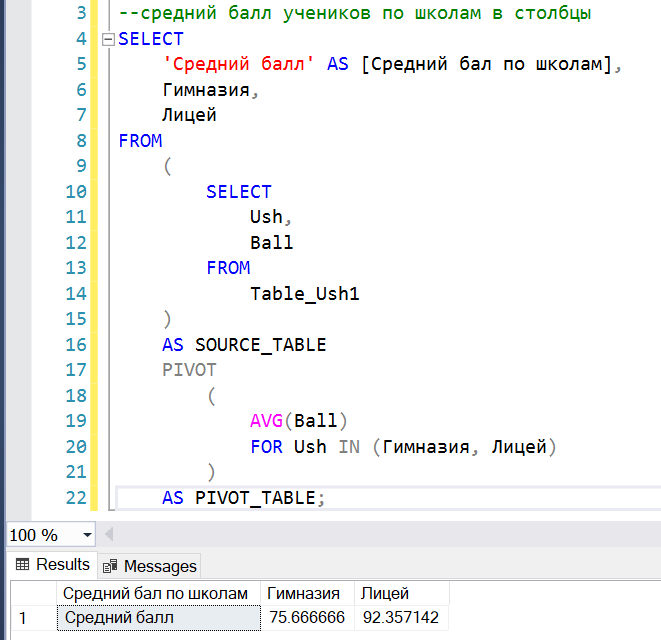 3 --средний балл учеников по школам в столбцы
4 SELECT
5 'Средний балл' AS [Средний бал по школам],
6 Гимназия,
7 Лицей
8 FROM
9 (
10 SELECT
11 Ush,
12 Ball
13 FROM
14 Table_Ush1
15 )
16 AS SOURCE_TABLE
17 PIVOT
18 (
19 AVG(Ball)
20 FOR Ush IN (Гимназия, Лицей)
21 )
22 AS PIVOT_TABLE;
100 %
Results Messages
Средний бал по школам Гимназия Лицей
1 Средний балл 75.666666 92.357142